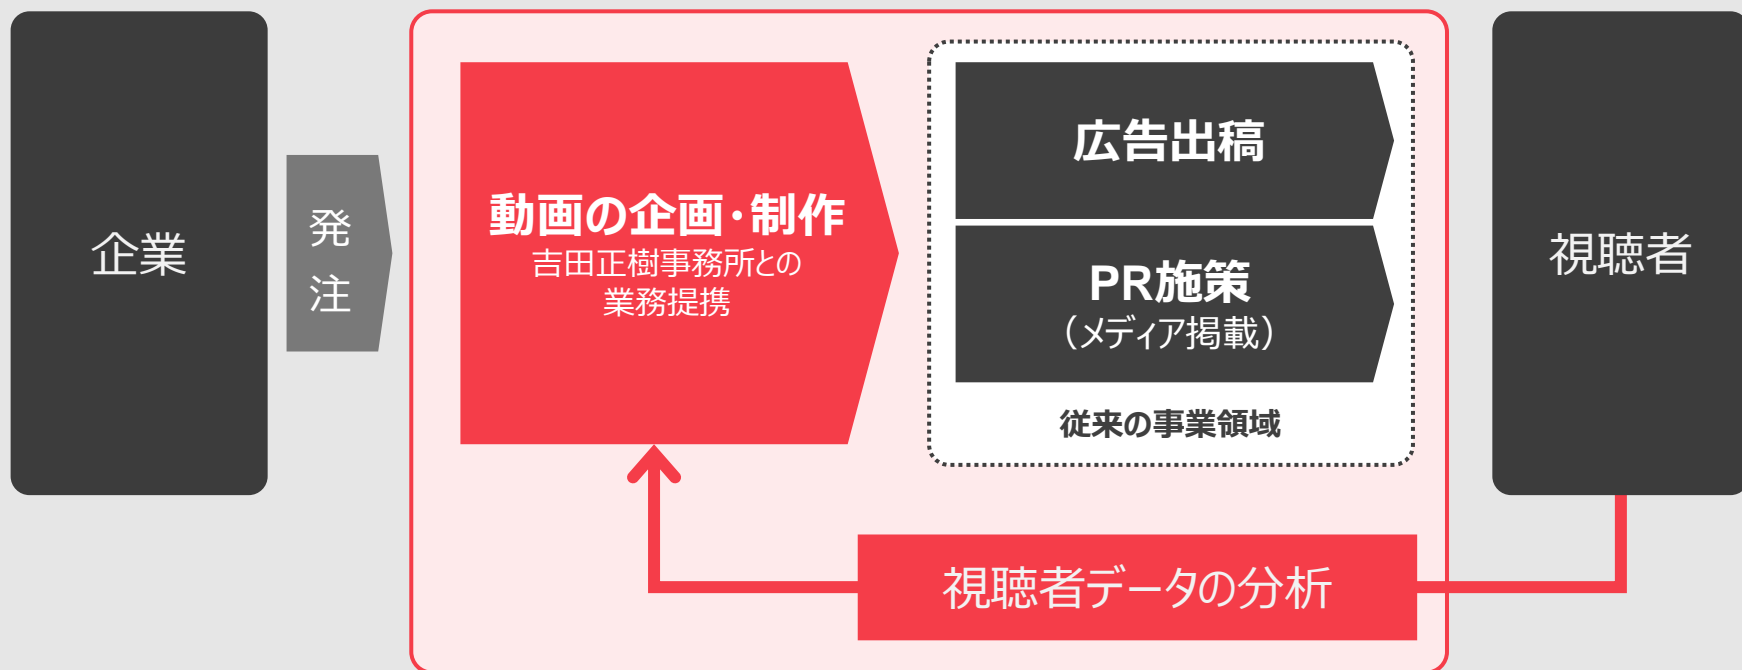 企業
発
注
動画の企画・制作
吉田正樹事務所との
業務提携
広告出稿
PR施策
（メディア掲載）
従来の事業領域
視聴者
視聴者データの分析